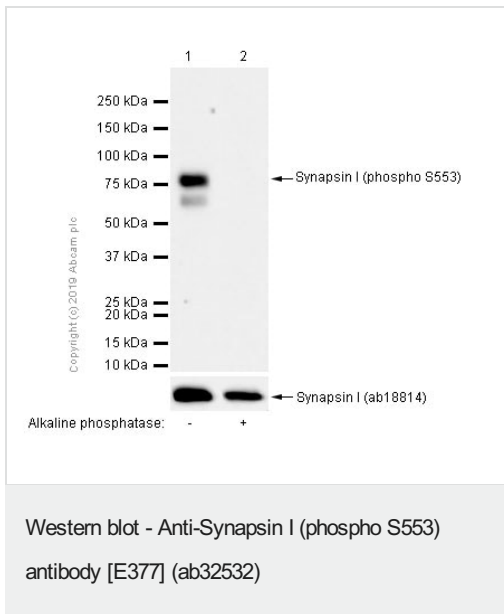 1 2
250 kDa
150 kDa
100 kDa
75 kDa
50 kDa
37 kDa
25 kDa
20 kDa
15 kDa
10 kDa
Synapsin I (phospho S553)
Synapsin I (ab18814)
Alkaline phosphatase: - +
Copyright (c) 2019 Abcam plc
Western blot - Anti-Synapsin I (phospho S553)
antibody [E377] (ab32532)